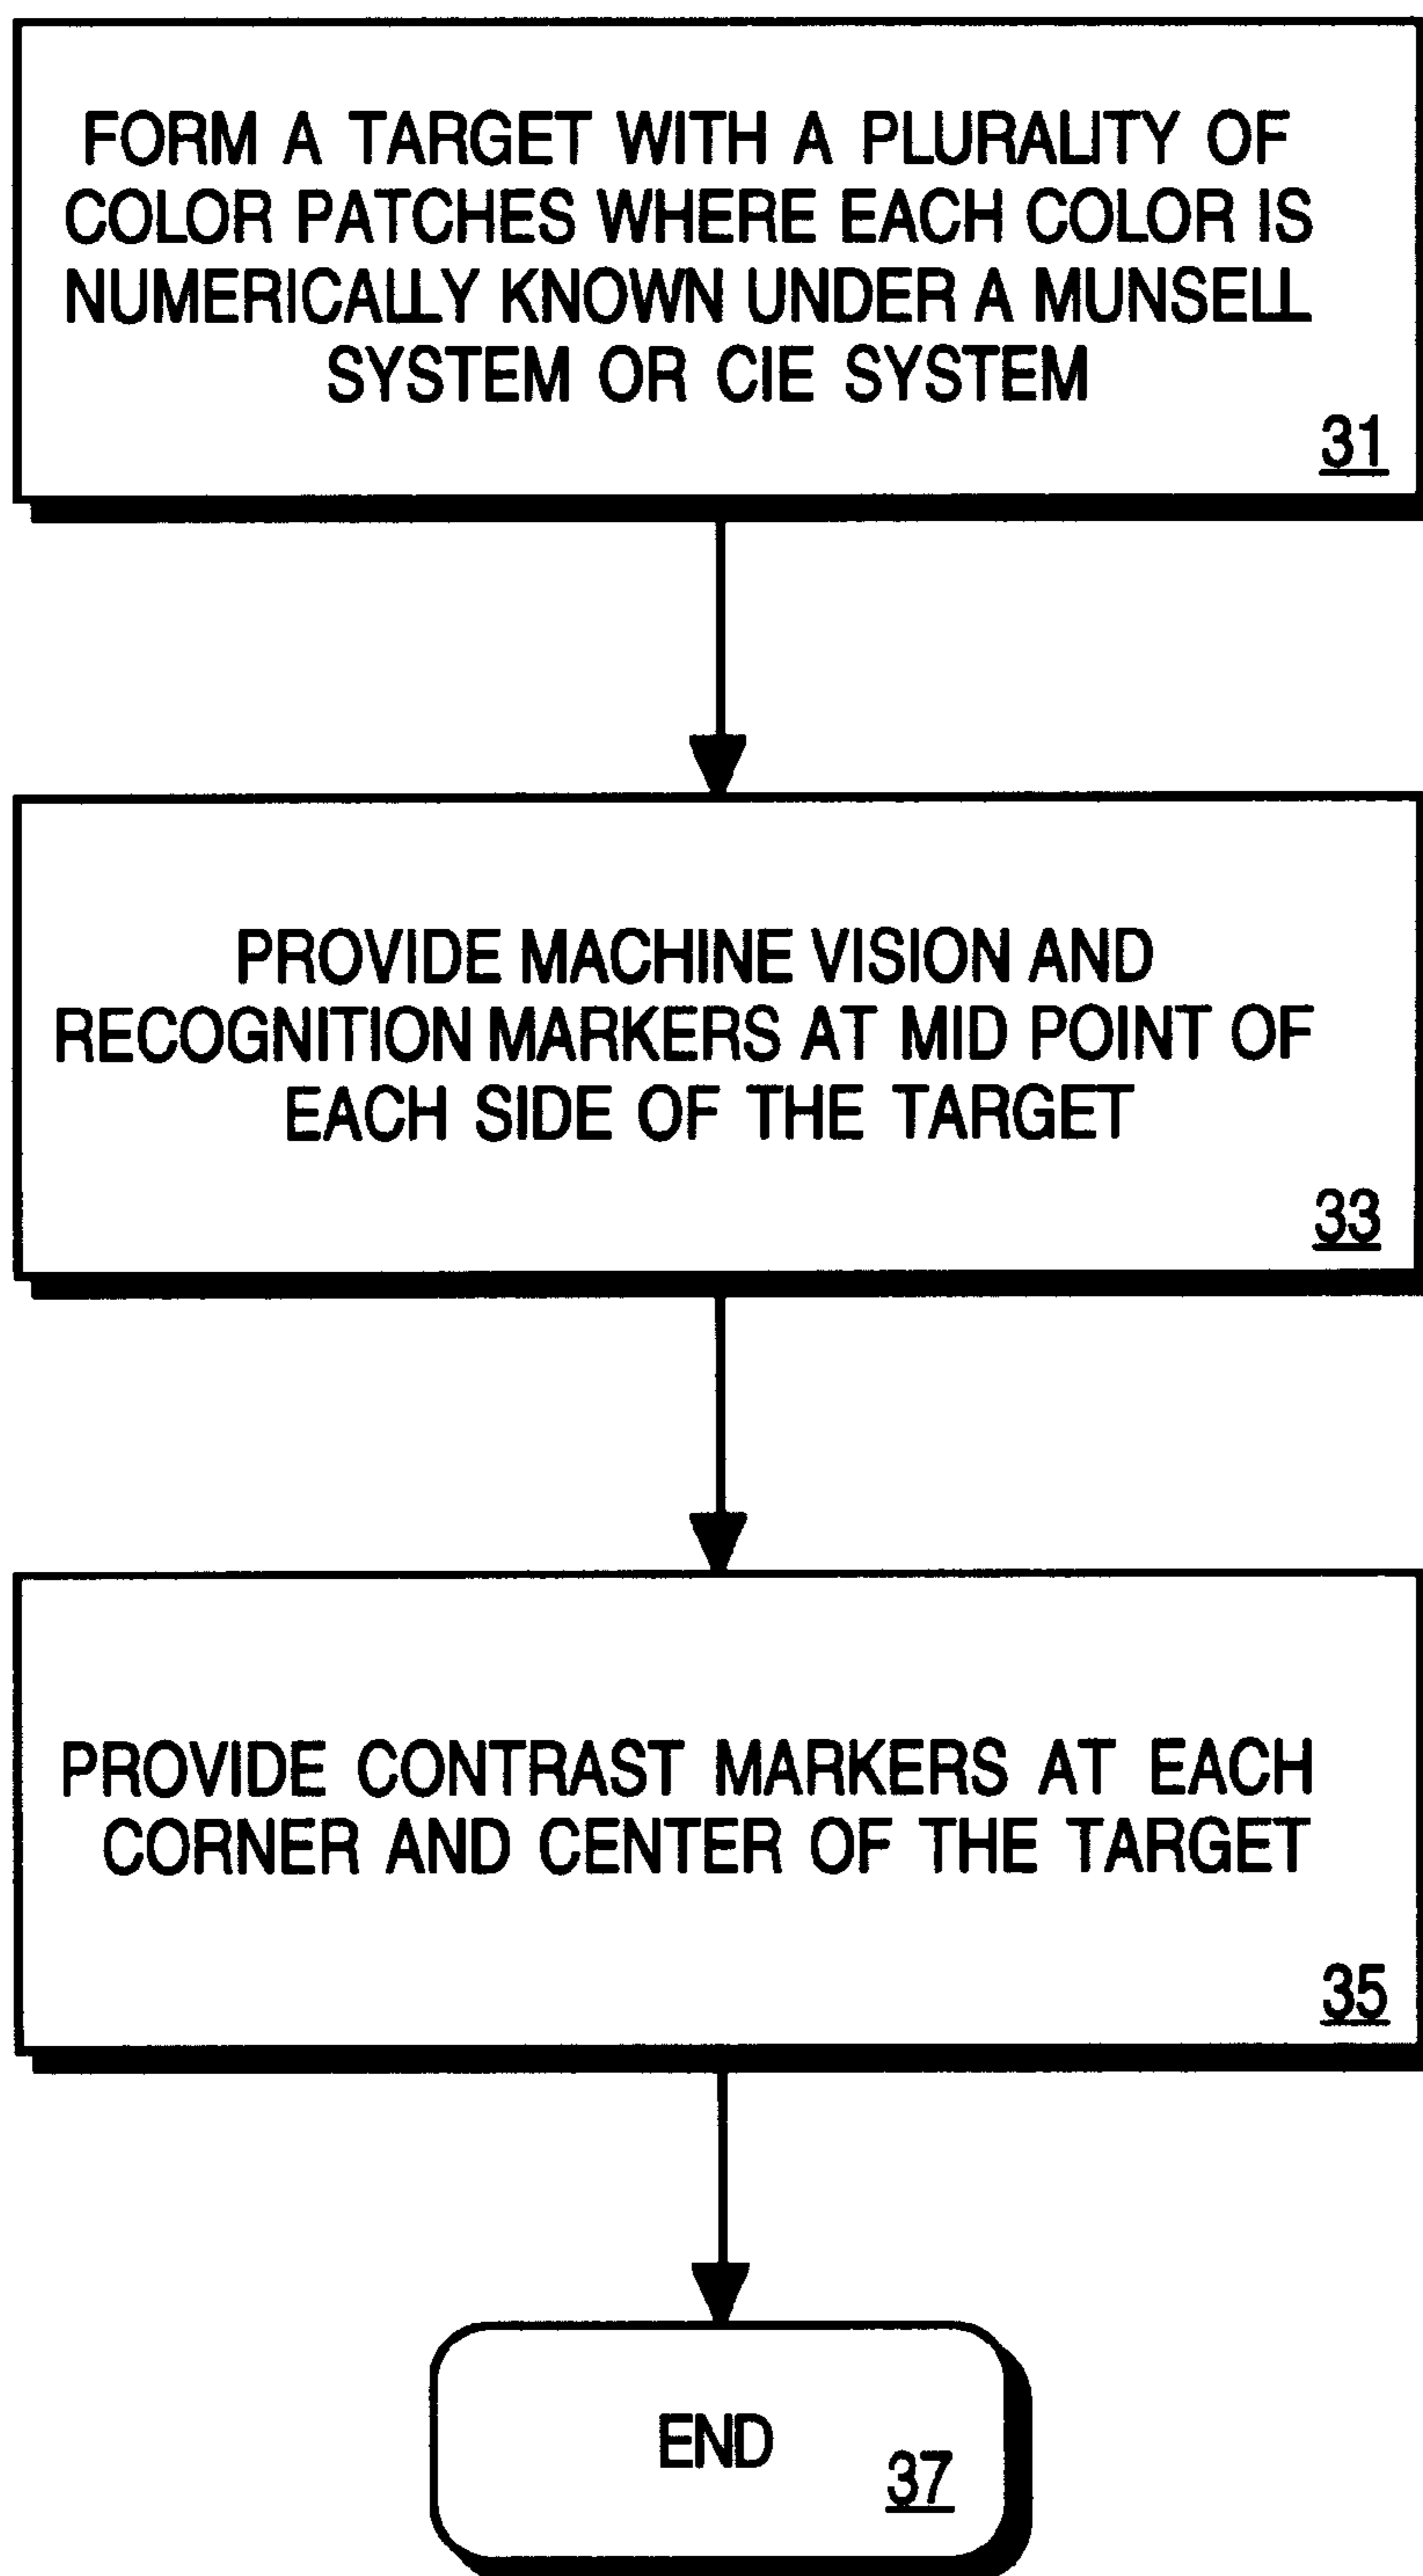 FORM A TARGET WITH A PLURALITY OF
COLOR PATCHES WHERE EACH COLOR IS
NUMERICALLY KNOWN UNDER A MUNSELL
SYSTEM OR CIE SYSTEM
31
PROVIDE MACHINE VISION AND
RECOGNITION MARKERS AT MID POINT OF
EACH SIDE OF THE TARGET
33
PROVIDE CONTRAST MARKERS AT EACH
CORNER AND CENTER OF THE TARGET
35
END
37